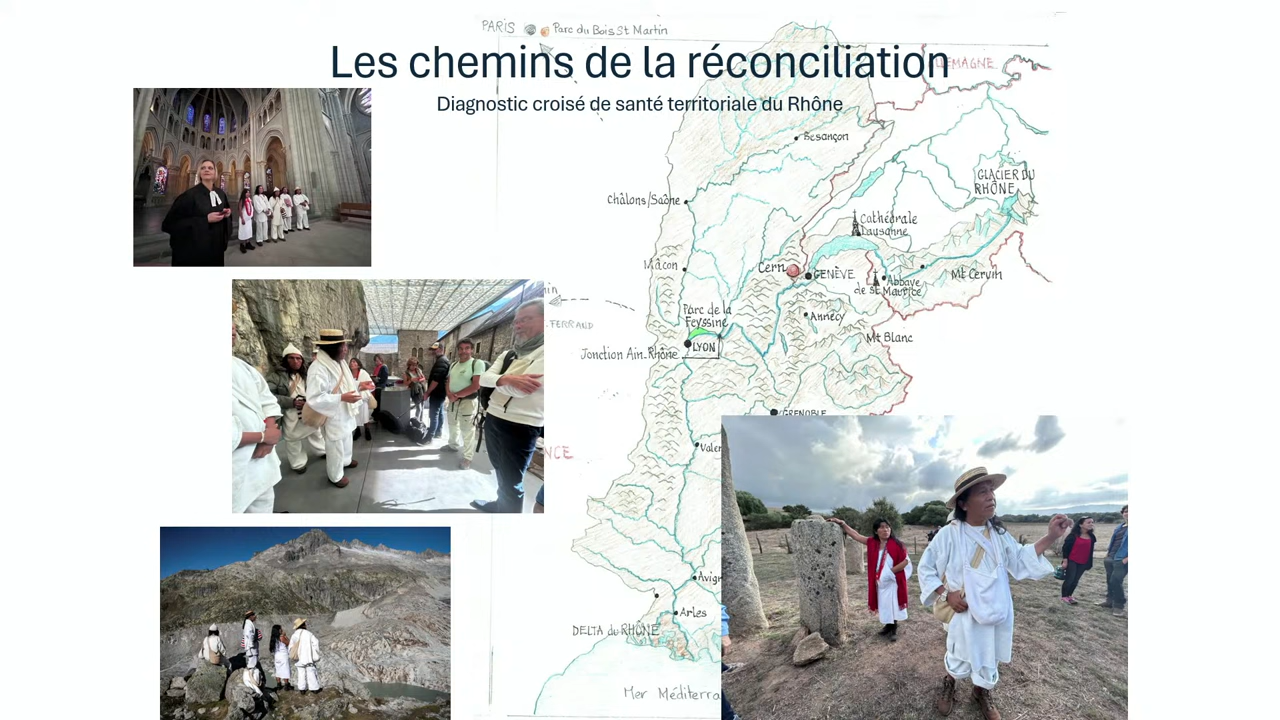 PARIS
Parc du Bois St Martin
Les chemins de la réconciliation
Diagnostic croisé de santé territoriale du Rhône
Besançon
GLACIER DU
RHÔNE
Châlons/Saône
Cathédrale
Lausanne
Mâcon
Cern
GENÈVE
Mt Cervin
Abbaye
de St Maurice
Parc de la
Feyssine
Annecy
FERRAND
Mt Blanc
LYON
Jonction Ain-Rhône
GRENOBLE
NCE
Valen
Avign
Arles
DELTA du RHÔNE
Mer Méditerra